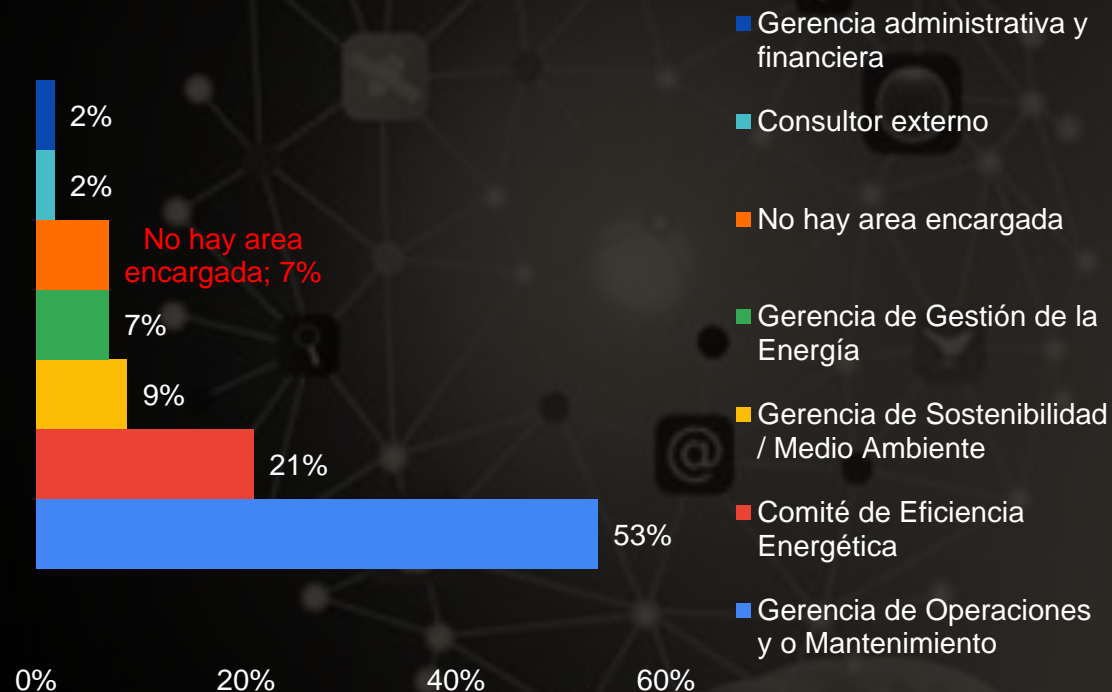 2%
2%
No hay area
encargada; 7%
7%
9%
21%
53%
0%
20%
40%
60%
Gerencia administrativa y
financiera
Consultor externo
No hay area encargada
Gerencia de Gestión de la
Energía
Gerencia de Sostenibilidad
/ Medio Ambiente
Comité de Eficiencia
Energética
Gerencia de Operaciones
y o Mantenimiento
@